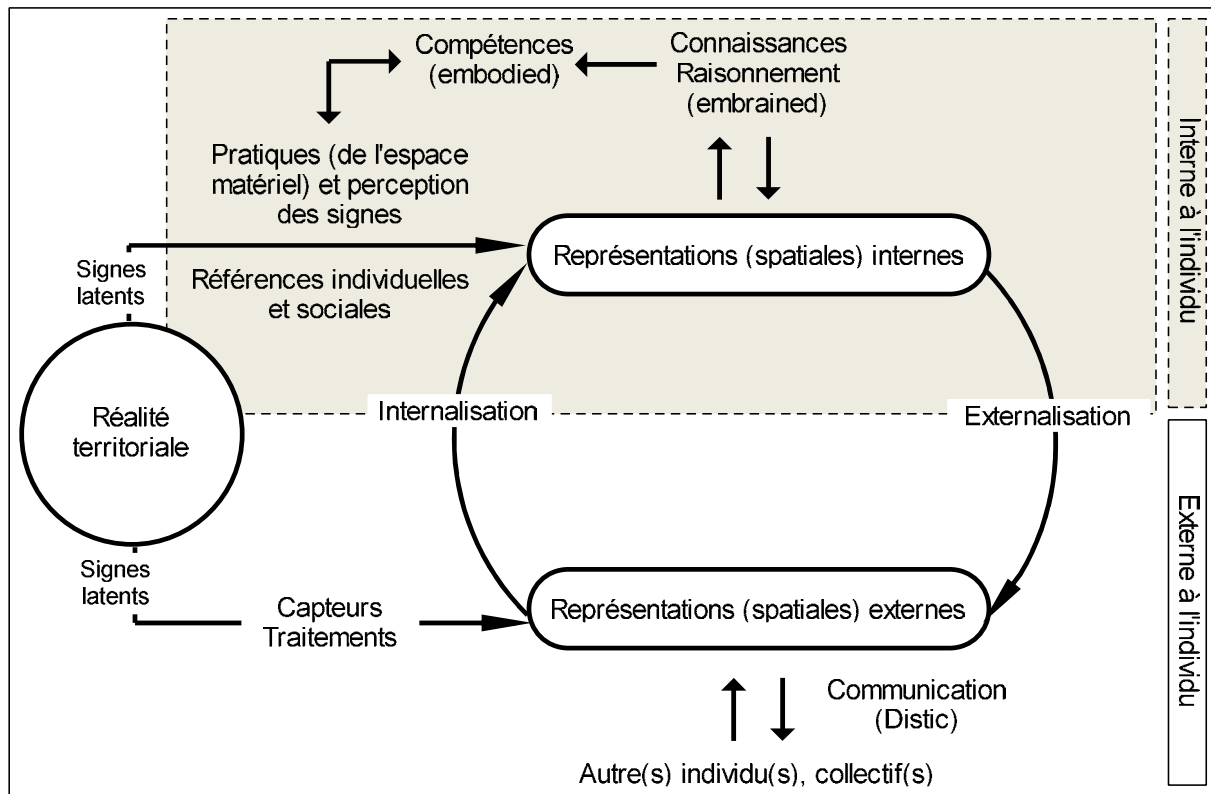 Compétences
(embodied)
Connaissances
Raisonnement
(embrained)
Pratiques (de l'espace
matériel) et perception
des signes
Signes
latents
Références individuelles
et sociales
Représentations (spatiales) internes
Interne à l'individu
Réalité
territoriale
Internalisation
Externalisation
Signes
latents
Capteurs
Traitements
Représentations (spatiales) externes
Externe à l'individu
Communication
(Distic)
Autre(s) individu(s), collectif(s)